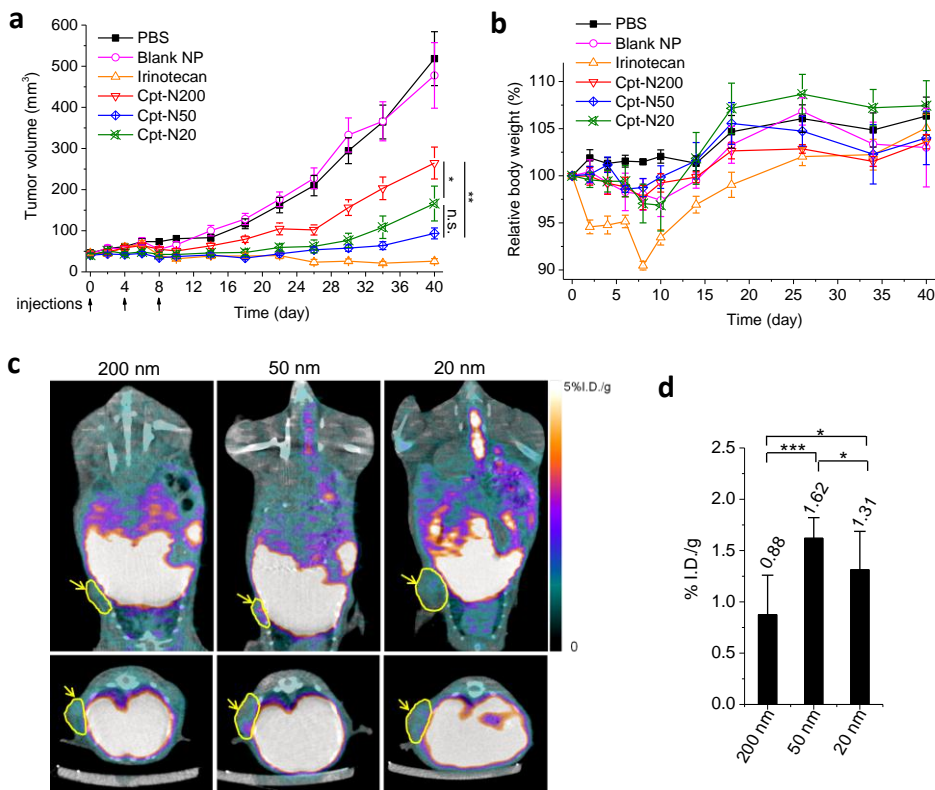 a
600
500
400
300
200
100
0
Tumor volume (mm³)
PBS
Blank NP
Irinotecan
Cpt-N200
Cpt-N50
Cpt-N20
*
**
n.s.
0 4 8 12 16 20 24 28 32 36 40
injections
Time (day)
b
110
105
100
95
90
Relative body weight (%)
PBS
Blank NP
Irinotecan
Cpt-N200
Cpt-N50
Cpt-N20
0 5 10 15 20 25 30 35 40
Time (day)
c
200 nm 50 nm 20 nm
5%I.D./g
0
d
2.5
2.0
1.5
1.0
0.5
0.0
% I.D./g
*
***
*
0.88
1.62
1.31
200 nm
50 nm
20 nm